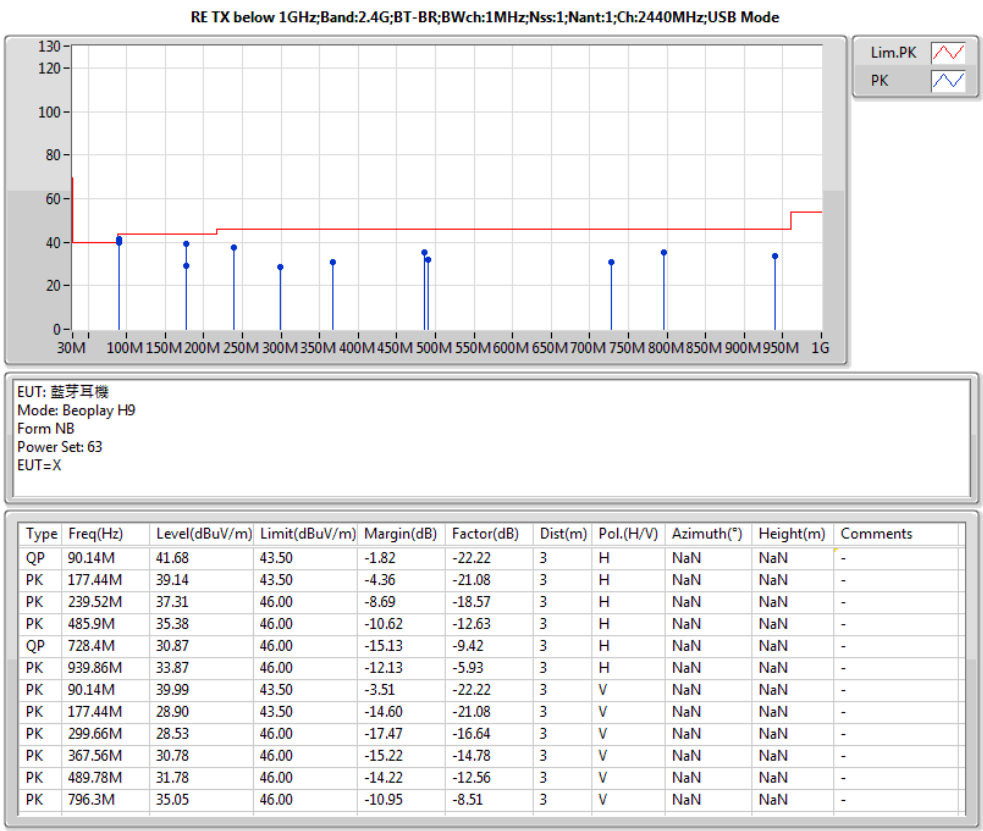 RE TX below 1GHz;Band:2.4G;BT-BR;BWch:1MHz;Nss:1;Nant:1;Ch:2440MHz;USB Mode
130
120
100
80
60
40
20
0
30M 100M 150M 200M 250M 300M 350M 400M 450M 500M 550M 600M 650M 700M 750M 800M 850M 900M 950M 1G
Lim.PK
PK
EUT: 藍芽耳機
Mode: Beoplay H9
Form NB
Power Set: 63
EUT=X
Type Freq(Hz) Level(dBuV/m) Limit(dBuV/m) Margin(dB) Factor(dB) Dist(m) Pol.(H/V) Azimuth(°) Height(m) Comments
QP 90.14M 41.68 43.50 -1.82 -22.22 3 H NaN NaN -
PK 177.44M 39.14 43.50 -4.36 -21.08 3 H NaN NaN -
PK 239.52M 37.31 46.00 -8.69 -18.57 3 H NaN NaN -
PK 485.9M 35.38 46.00 -10.62 -12.63 3 H NaN NaN -
QP 728.4M 30.87 46.00 -15.13 -9.42 3 H NaN NaN -
PK 939.86M 33.87 46.00 -12.13 -5.93 3 H NaN NaN -
PK 90.14M 39.99 43.50 -3.51 -22.22 3 V NaN NaN -
PK 177.44M 28.90 43.50 -14.60 -21.08 3 V NaN NaN -
PK 299.66M 28.53 46.00 -17.47 -16.64 3 V NaN NaN -
PK 367.56M 30.78 46.00 -15.22 -14.78 3 V NaN NaN -
PK 489.78M 31.78 46.00 -14.22 -12.56 3 V NaN NaN -
PK 796.3M 35.05 46.00 -10.95 -8.51 3 V NaN NaN -